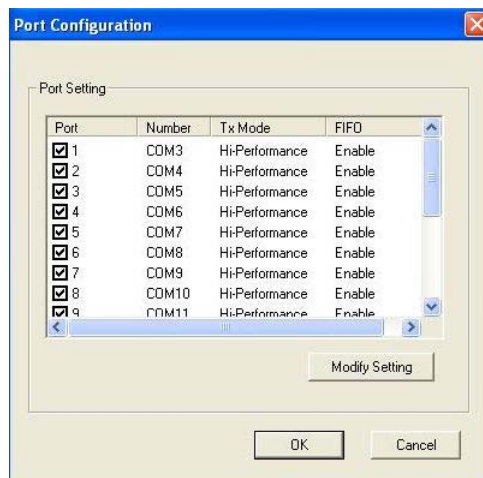 Port Configuration
Port Setting
Port Number Tx Mode FIFO
1 COM3 Hi-Performance Enable
2 COM4 Hi-Performance Enable
3 COM5 Hi-Performance Enable
4 COM6 Hi-Performance Enable
5 COM7 Hi-Performance Enable
6 COM8 Hi-Performance Enable
7 COM9 Hi-Performance Enable
8 COM10 Hi-Performance Enable
9 COM11 Hi-Performance Enable
Modify Setting
OK Cancel